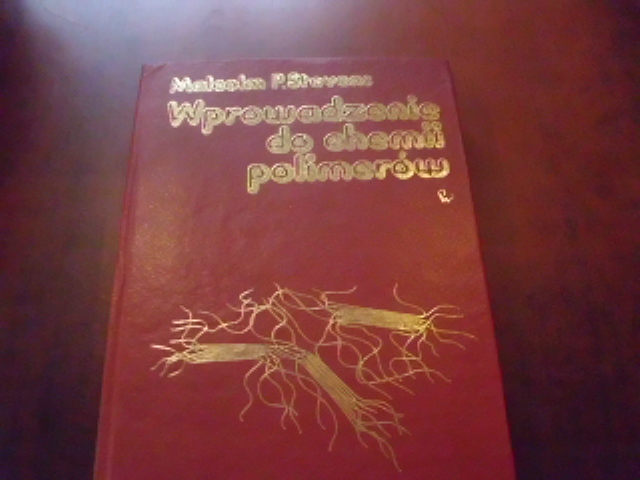 Malcolm P. Stevens
Wprowadzenie
do chemii
polimerów